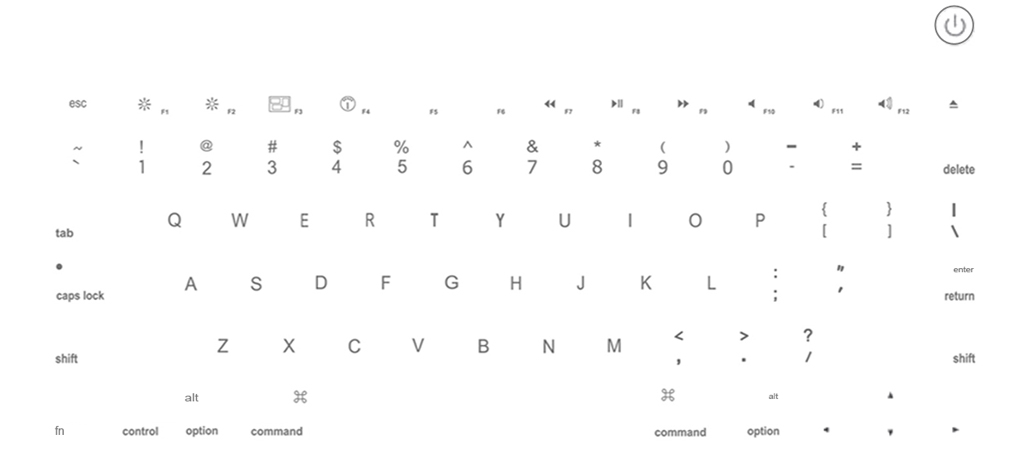 esc F1 F2 F3 F4 F5 F6 F7 F8 F9 F10 F11 F12
~ ! @ # $ % ^ & * ( ) - +
` 1 2 3 4 5 6 7 8 9 0 - = delete
Q W E R T Y U I O P { } |
tab [ ] \
A S D F G H J K L : " enter
caps lock ; ' return
Z X C V B N M < > ?
shift , . / shift
alt ⌘ ⌘ alt
fn control option command command option